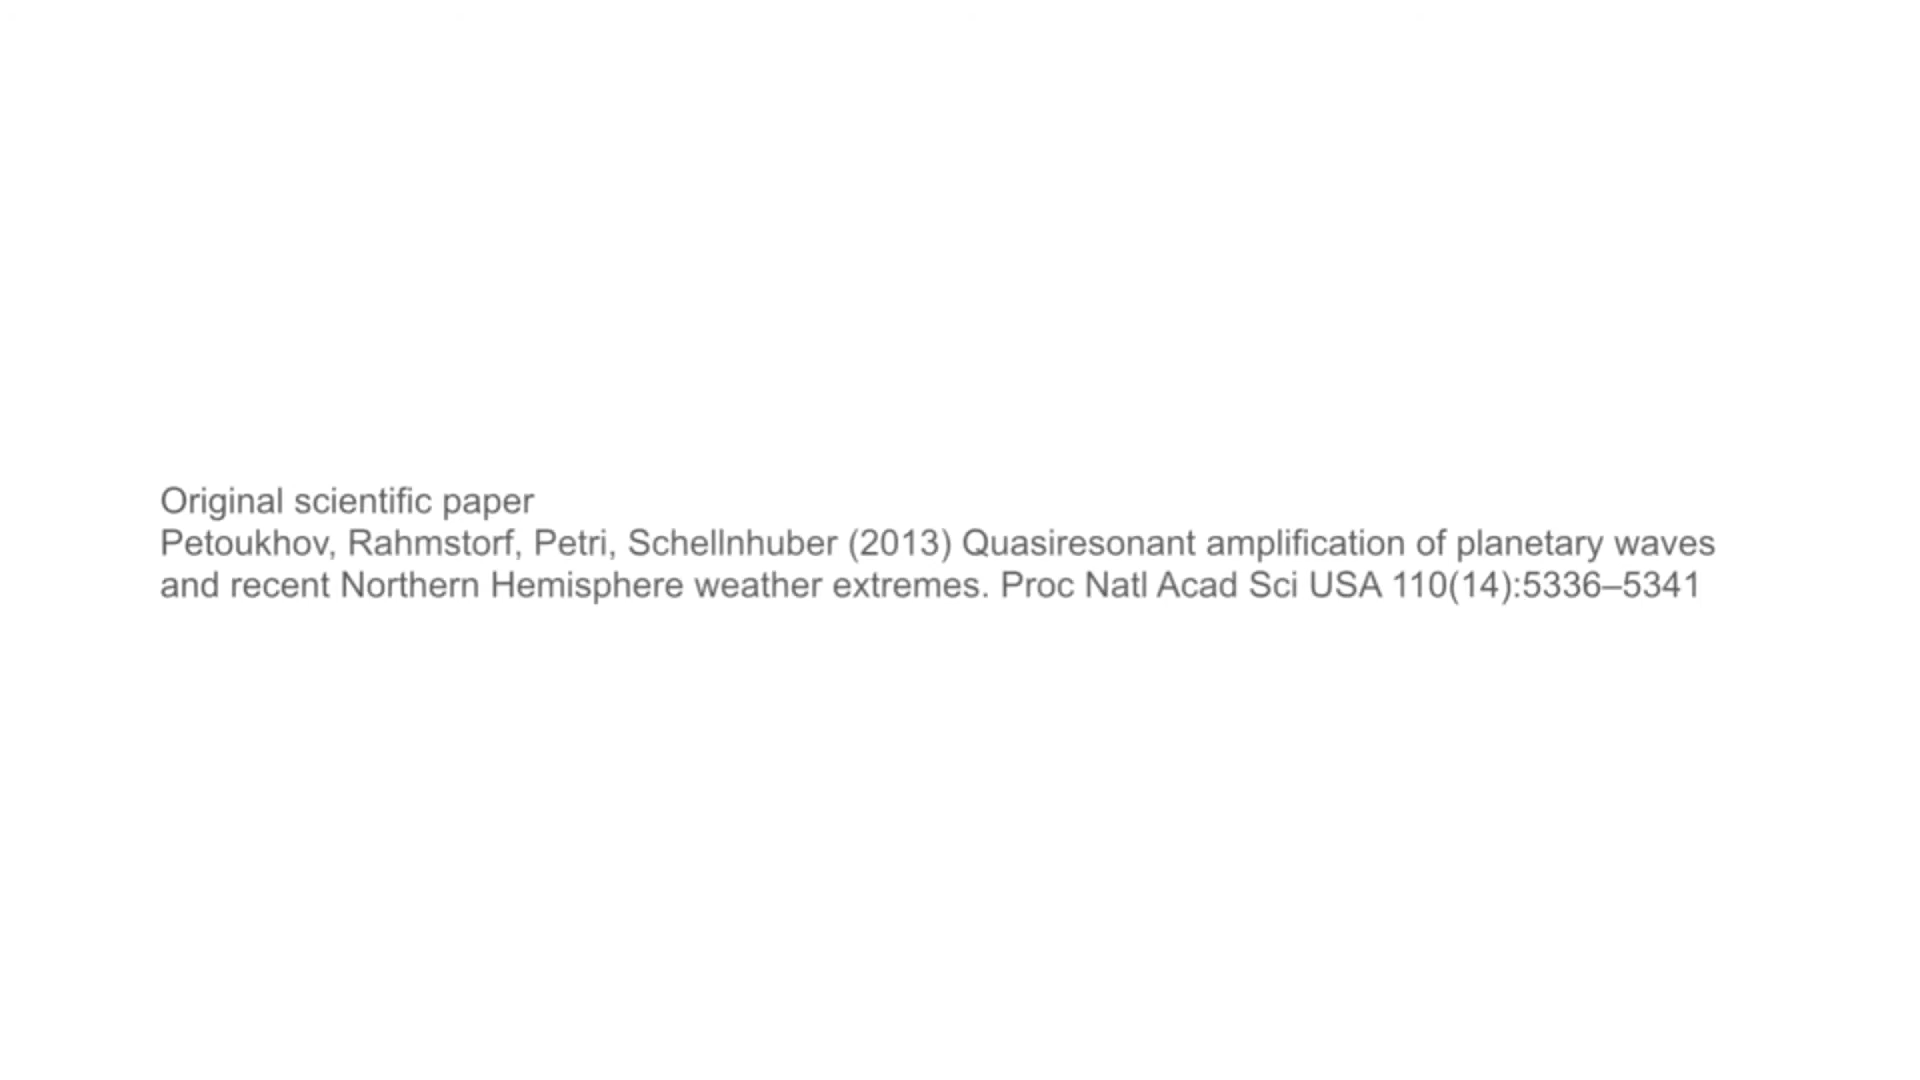 Original scientific paper
Petoukhov, Rahmstorf, Petri, Schellnhuber (2013) Quasiresonant amplification of planetary waves
and recent Northern Hemisphere weather extremes. Proc Natl Acad Sci USA 110(14):5336–5341